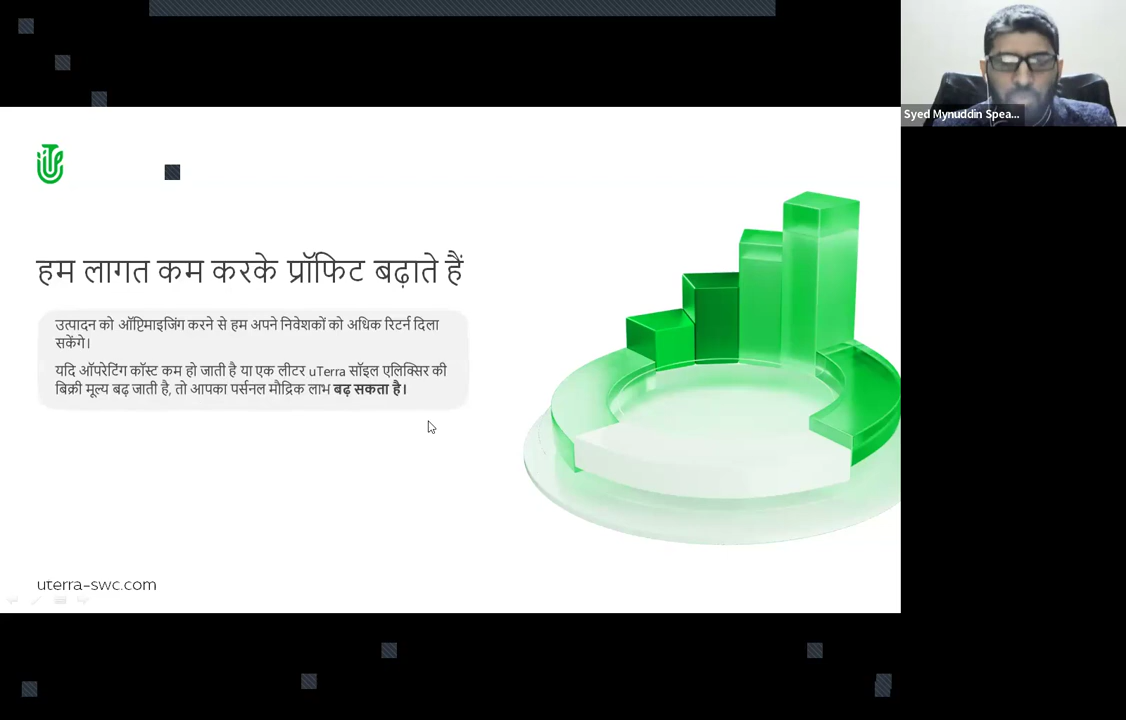 Syed Mynuddin Spea...
हम लागत कम करके प्रॉफिट बढ़ाते हैं
उत्पादन को ऑप्टिमाइजिंग करने से हम अपने निवेशकों को अधिक रिटर्न दिला
सकेंगे।
यदि ऑपरेटिंग कॉस्ट कम हो जाती है या एक लीटर uTerra सॉइल एलिक्सिर की
बिक्री मूल्य बढ़ जाती है, तो आपका पर्सनल मौद्रिक लाभ बढ़ सकता है।
uterra-swc.com